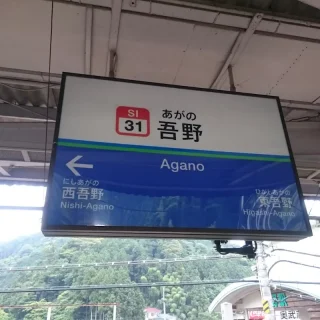 SI
31
あがの
吾野
Agano
にしあがの
西吾野
Nishi-Agano
ひがしあがの
東吾野
Higashi-Agano